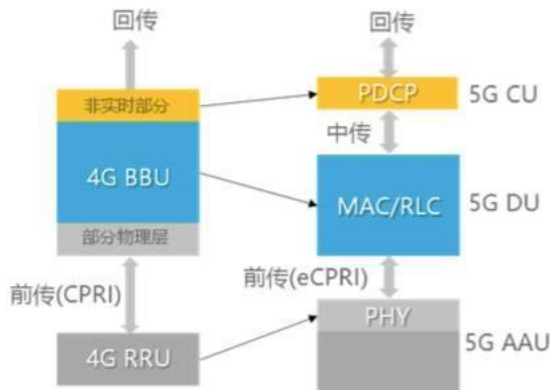 回传
非实时部分
4G BBU
部分物理层
前传(CPRI)
4G RRU
回传
PDCP
5G CU
中传
MAC/RLC
5G DU
前传(eCPRI)
PHY
5G AAU